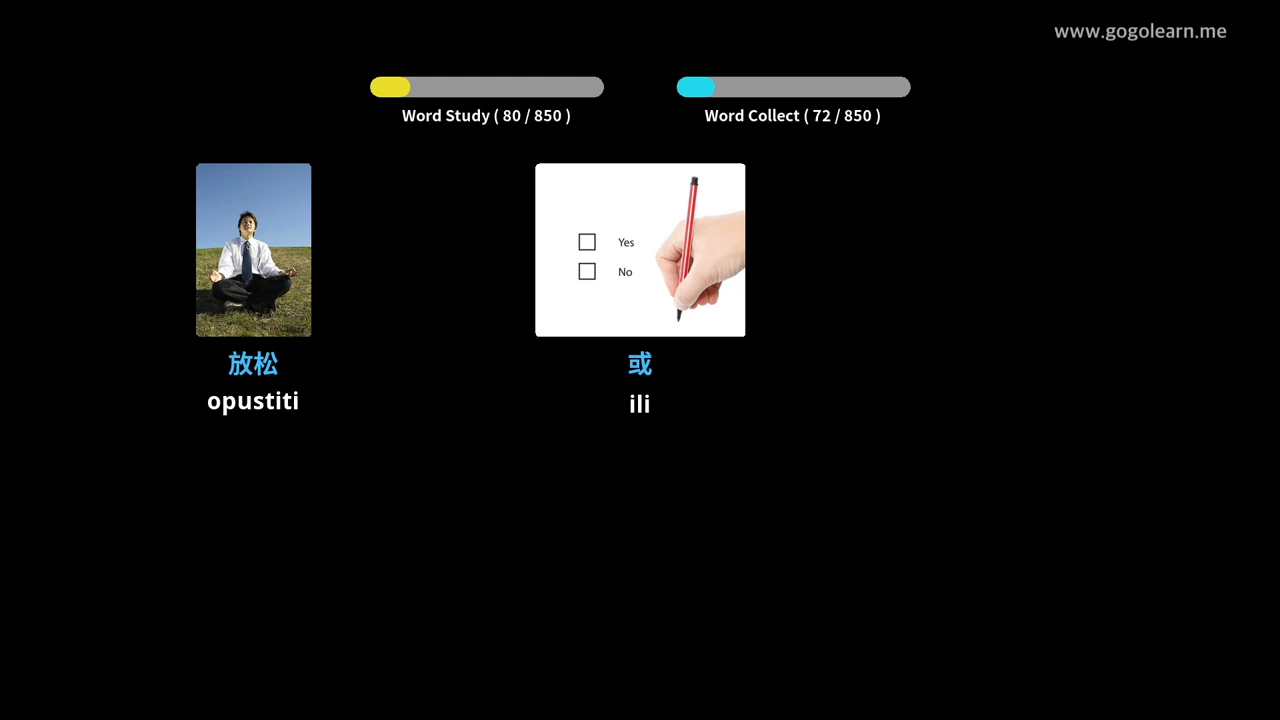 www.gogolearn.me
Word Study ( 80 / 850 )
Word Collect ( 72 / 850 )
Yes
No
放松
opustiti
或
ili